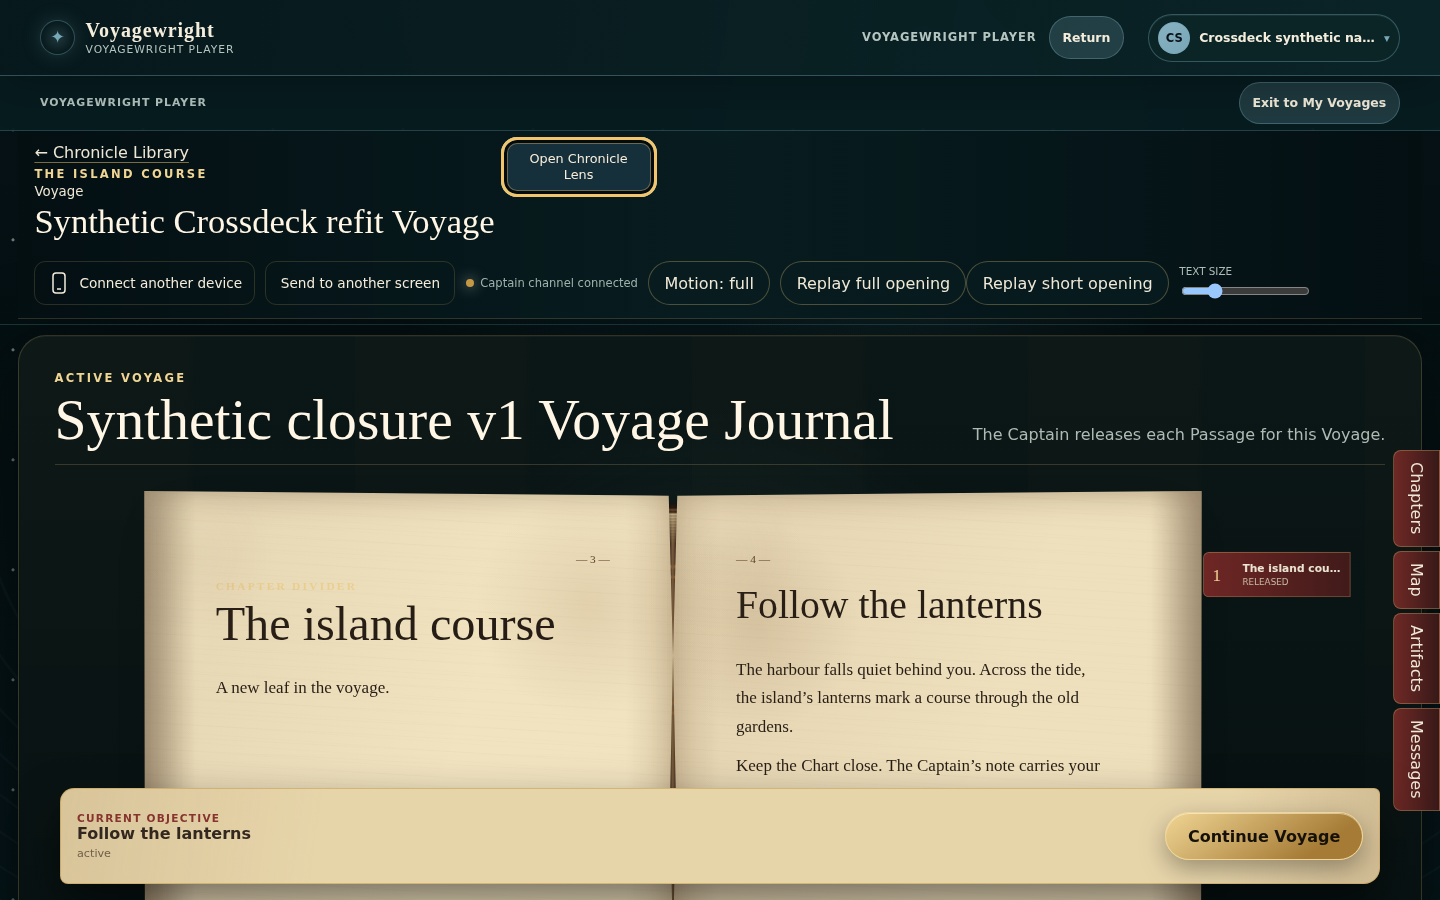 Voyagewright
VOYAGEWRIGHT PLAYER
VOYAGEWRIGHT PLAYER
Return
CS
Crossdeck synthetic na…
VOYAGEWRIGHT PLAYER
Exit to My Voyages
← Chronicle Library
THE ISLAND COURSE
Voyage
Synthetic Crossdeck refit Voyage
Open Chronicle
Lens
Connect another device
Send to another screen
Captain channel connected
Motion: full
Replay full opening
Replay short opening
TEXT SIZE
ACTIVE VOYAGE
Synthetic closure v1 Voyage Journal
The Captain releases each Passage for this Voyage.
— 3 —
CHAPTER DIVIDER
The island course
A new leaf in the voyage.
— 4 —
Follow the lanterns
The harbour falls quiet behind you. Across the tide,
the island’s lanterns mark a course through the old
gardens.
Keep the Chart close. The Captain’s note carries your
1
The island cou…
RELEASED
Chapters
Map
Artifacts
Messages
CURRENT OBJECTIVE
Follow the lanterns
active
Continue Voyage